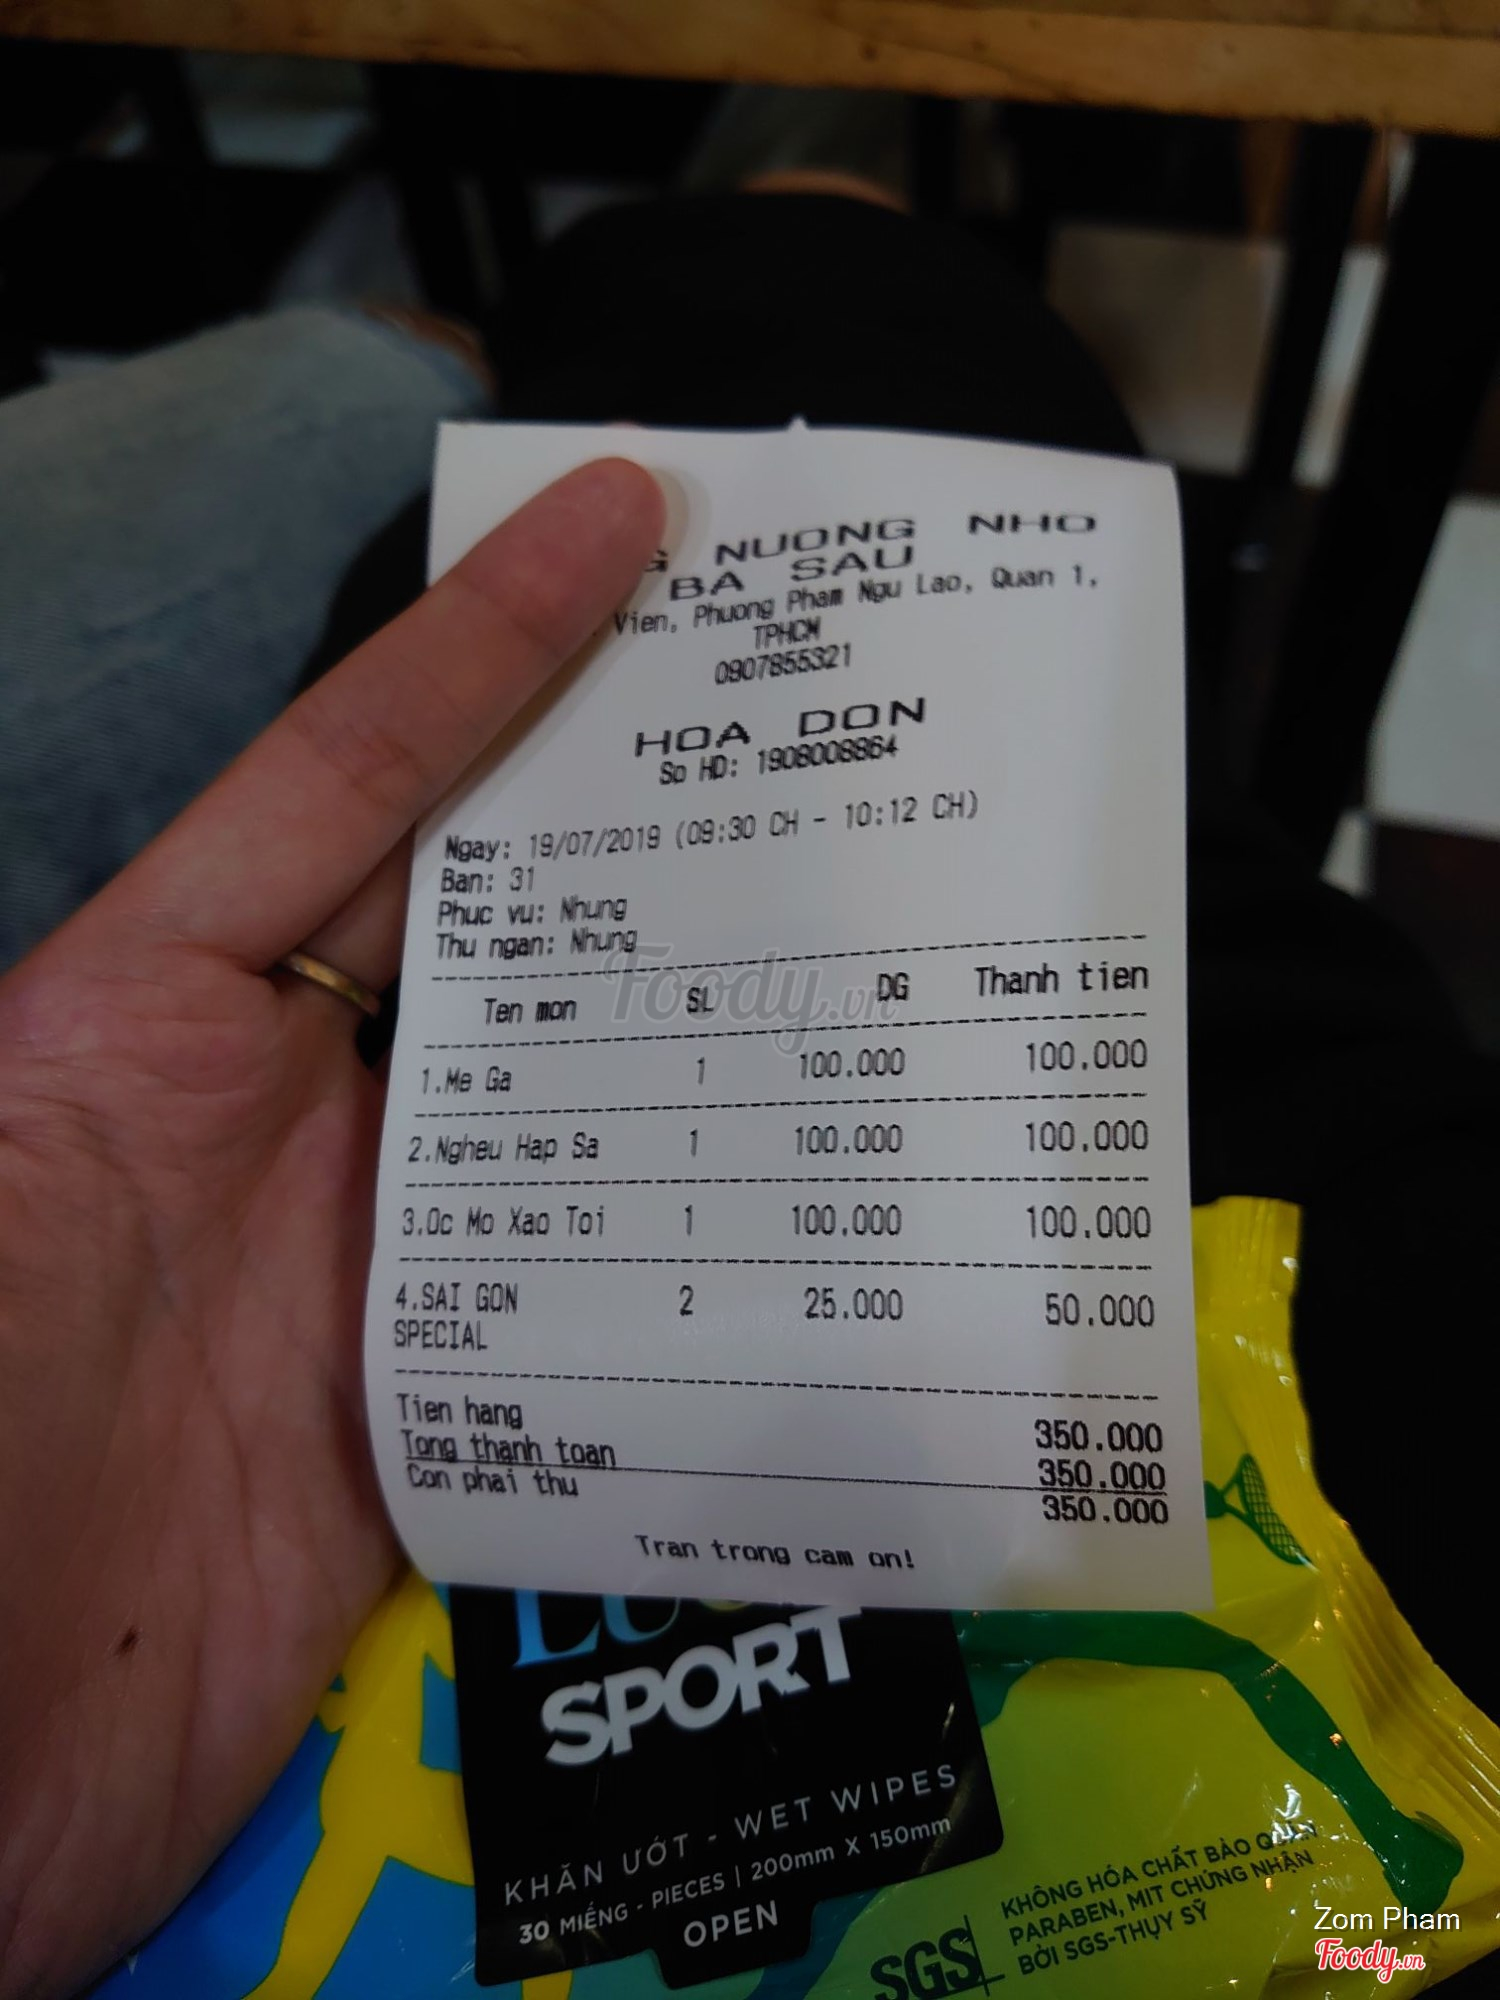 NUONG NHO
BA SAU
Vien, Phuong Pham Ngu Lao, Quan 1,
TPHCM
0907855321
HOA DON
So HD: 1908008864
Ngay: 19/07/2019 (09:30 CH - 10:12 CH)
Ban: 31
Phuc vu: Nhung
Thu ngan: Nhung
Ten mon SL DG Thanh tien
1.Me Ga 1 100.000 100.000
2.Ngheu Hap Sa 1 100.000 100.000
3.Oc Mo Xao Toi 1 100.000 100.000
4.SAI GON 2 25.000 50.000
SPECIAL
Tien hang 350.000
Tong thanh toan 350.000
Con phai thu 350.000
Tran trong cam on!
SPORT
KHĂN ƯỚT - WET WIPES
30 MIẾNG - PIECES | 200mm X 150mm
OPEN
SGS
KHÔNG HÓA CHẤT BẢO QUẢN
PARABEN, MIT CHỨNG NHẬN
BỞI SGS-THỤY SỸ
Foody.vn
Zom Pham
Foody.vn